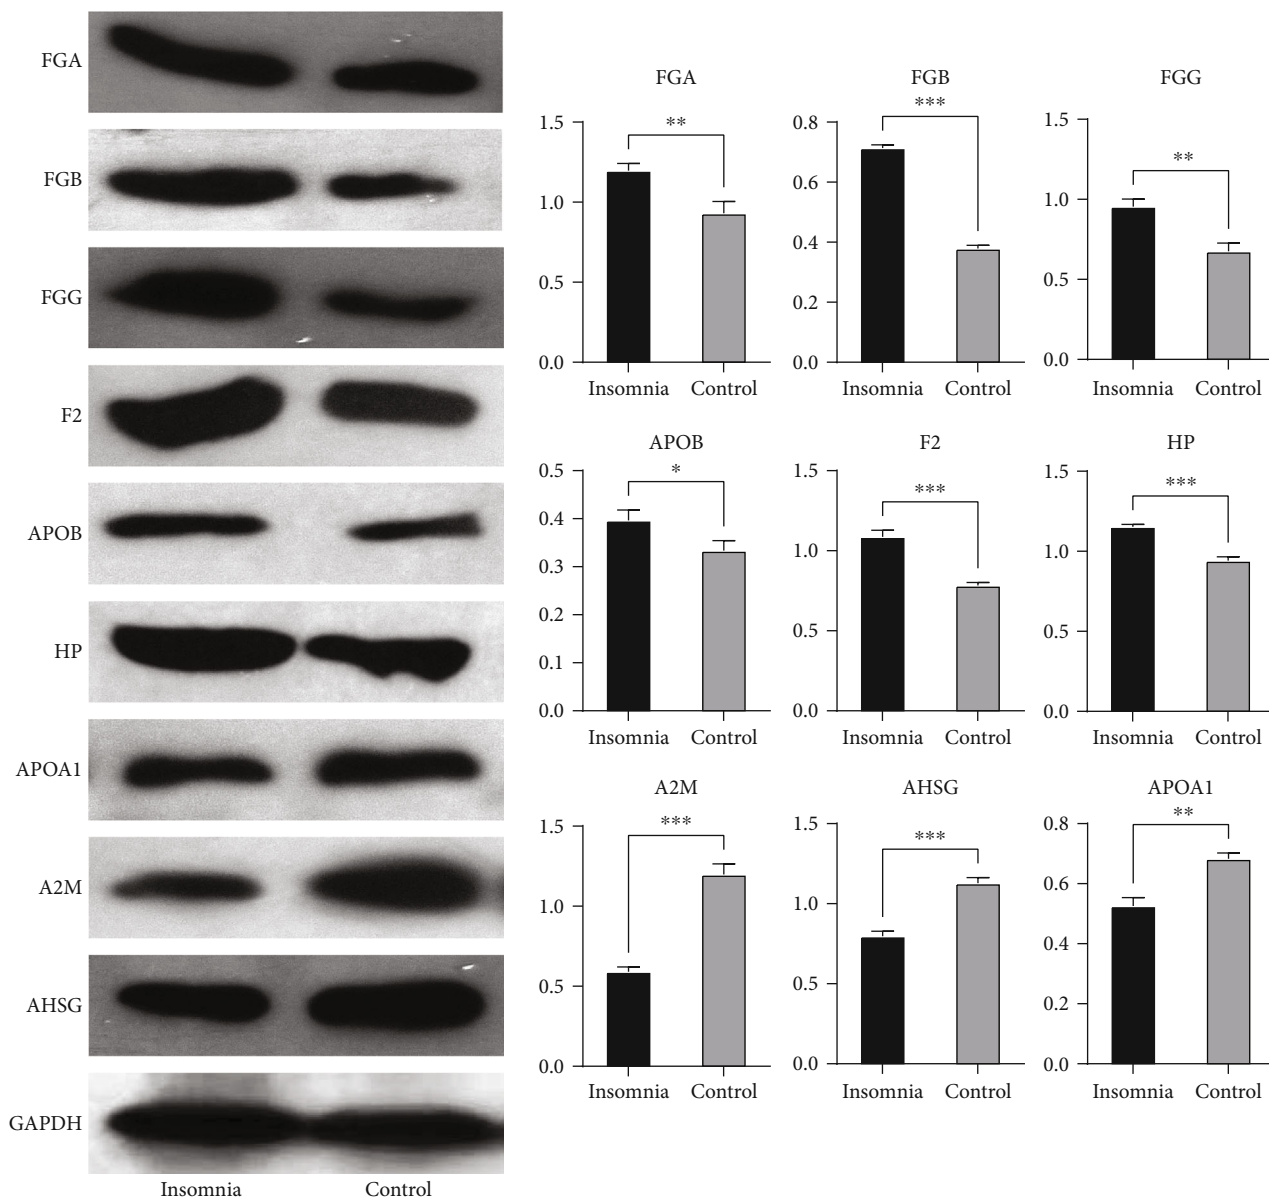 FGA
FGB
FGG
F2
APOB
HP
APOA1
A2M
AHSG
GAPDH
Insomnia Control
FGA
**
1.5
1.0
0.5
0.0
Insomnia Control
FGB
***
0.8
0.6
0.4
0.2
0.0
Insomnia Control
FGG
**
1.5
1.0
0.5
0.0
Insomnia Control
APOB
*
0.5
0.4
0.3
0.2
0.1
0.0
Insomnia Control
F2
***
1.5
1.0
0.5
0.0
Insomnia Control
HP
***
1.5
1.0
0.5
0.0
Insomnia Control
A2M
***
1.5
1.0
0.5
0.0
Insomnia Control
AHSG
***
1.5
1.0
0.5
0.0
Insomnia Control
APOA1
**
0.8
0.6
0.4
0.2
0.0
Insomnia Control